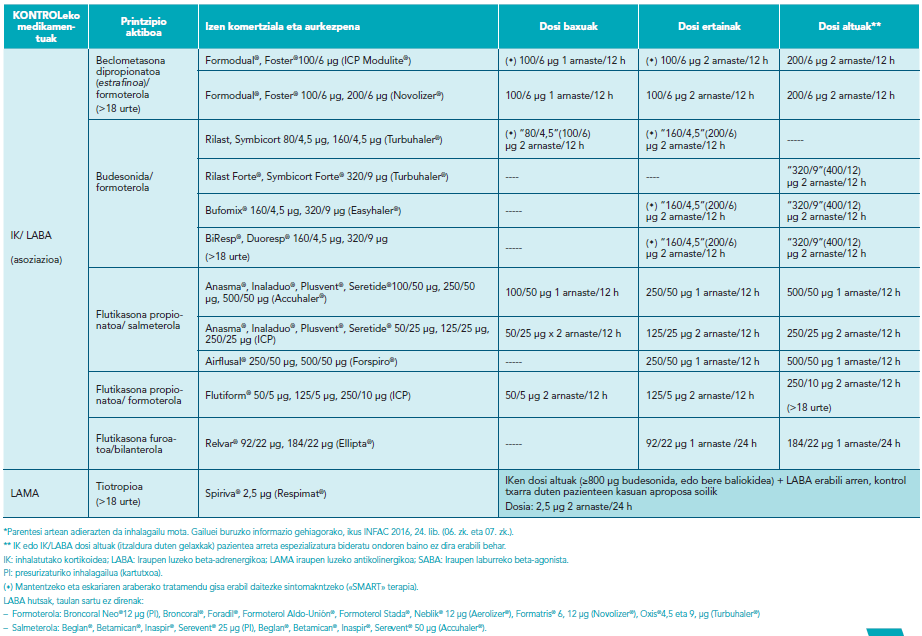 KONTROLeko medikamen-tuak | Printzipio aktiboa | Izen komertziala eta aurkezpena | Dosi baxuak | Dosi ertainak | Dosi altuak**
IK/ LABA
(asoziazioa)
Beclometasona
dipropionatoa
(estrafinoa)/
formoterola
(>18 urte)
Formodual®, Foster®100/6 µg (ICP Modulite®) | (•) 100/6 µg 1 arnaste/12 h | (•) 100/6 µg 2 arnaste/12 h | 200/6 µg 2 arnaste/12 h
Formodual®, Foster® 100/6 µg, 200/6 µg (Novolizer®) | 100/6 µg 1 arnaste/12 h | 100/6 µg 2 arnaste/12 h | 200/6 µg 2 arnaste/12 h
Budesonida/
formoterola
Rilast, Symbicort 80/4,5 µg, 160/4,5 µg (Turbuhaler®) | (•) “80/4,5”(100/6) µg 2 arnaste/12 h | (•) “160/4,5”(200/6) µg 2 arnaste/12 h | -----
Rilast Forte®, Symbicort Forte® 320/9 µg (Turbuhaler®) | ---- | ---- | “320/9”(400/12) µg 2 arnaste/12 h
Bufomix® 160/4,5 µg, 320/9 µg (Easyhaler®) | ----- | (•) “160/4,5”(200/6) µg 2 arnaste/12 h | “320/9”(400/12) µg 2 arnaste/12 h
BiResp®, Duoresp® 160/4,5 µg, 320/9 µg (>18 urte) | ----- | (•) “160/4,5”(200/6) µg 2 arnaste/12 h | “320/9”(400/12) µg 2 arnaste/12 h
Flutikasona propio-
natoa/ salmeterola
Anasma®, Inaladuo®, Plusvent®, Seretide®100/50 µg, 250/50 µg, 500/50 µg (Accuhaler®) | 100/50 µg 1 arnaste/12 h | 250/50 µg 1 arnaste/12 h | 500/50 µg 1 arnaste/12 h
Anasma®, Inaladuo®, Plusvent®, Seretide® 50/25 µg, 125/25 µg, 250/25 µg (ICP) | 50/25 µg x 2 arnaste/12 h | 125/25 µg 2 arnaste/12 h | 250/25 µg 2 arnaste/12 h
Airflusal® 250/50 µg, 500/50 µg (Forspiro®) | ----- | 250/50 µg 1 arnaste/12 h | 500/50 µg 1 arnaste/12 h
Flutikasona propio-
natoa/ formoterola
Flutiform® 50/5 µg, 125/5 µg, 250/10 µg (ICP) | 50/5 µg 2 arnaste/12 h | 125/5 µg 2 arnaste/12 h | 250/10 µg 2 arnaste/12 h (>18 urte)
Flutikasona furoa-
toa/bilanterola
Relvar® 92/22 µg, 184/22 µg (Ellipta®) | ----- | 92/22 µg 1 arnaste /24 h | 184/22 µg 1 arnaste/24 h
LAMA
Tiotropioa
(>18 urte)
Spiriva® 2,5 µg (Respimat®)
IKen dosi altuak (≥800 µg budesonida, edo bere baliokidea) + LABA erabili arren, kontrol
txarra duten pazienteen kasuan aproposa soilik
Dosia: 2,5 µg 2 arnaste/24 h
*Parentesi artean adierazten da inhalagailu mota. Gailuei buruzko informazio gehiagorako, ikus INFAC 2016, 24. lib. (06. zk. eta 07. zk.).
** IK edo IK/LABA dosi altuak (itzaldura duten gelaxkak) pazientea arreta espezializatura bideratu ondoren baino ez dira erabili behar.
IK: inhalatutako kortikoidea; LABA: Iraupen luzeko beta-adrenergikoa; LAMA iraupen luzeko antikolinergikoa; SABA: Iraupen laburreko beta-agonista.
PI: presurizaturiko inhalagailua (kartutxoa).
(•) Mantentzeko eta eskariaren araberako tratamendu gisa erabil daitezke sintomakntzeko («SMART» terapia).
LABA hutsak, taulan sartu ez direnak:
– Formoterola: Broncoral Neo®12 µg (PI), Broncoral®, Foradil®, Formoterol Aldo-Unión®, Formoterol Stada®, Neblik® 12 µg (Aerolizer®), Formatris® 6, 12 µg (Novolizer®), Oxis®4,5 eta 9, µg (Turbuhaler®)
– Salmeterola: Beglan®, Betamican®, Inaspir®, Serevent® 25 µg (PI), Beglan®, Betamican®, Inaspir®, Serevent® 50 µg (Accuhaler®).